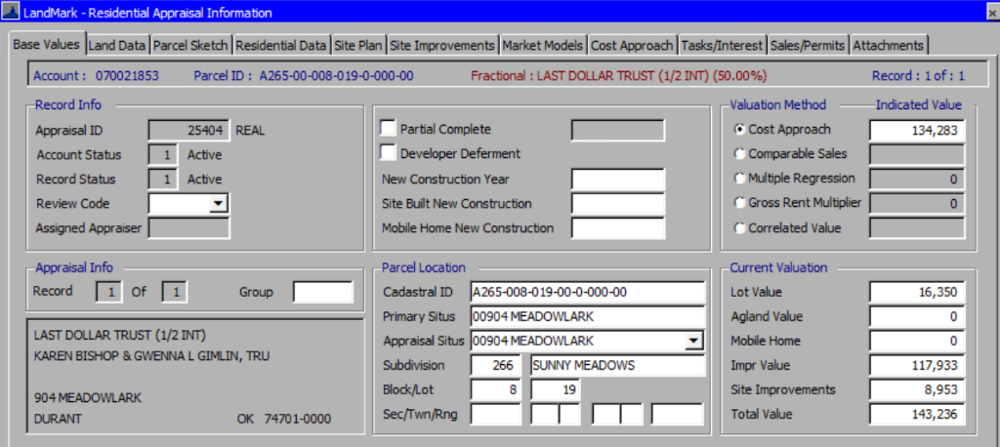 LandMark - Residential Appraisal Information
Base Values Land Data Parcel Sketch Residential Data Site Plan Site Improvements Market Models Cost Approach Tasks/Interest Sales/Permits Attachments
Account : 070021853 Parcel ID : A265-00-008-019-0-000-00 Fractional : LAST DOLLAR TRUST (1/2 INT) (50.00%) Record : 1 of : 1
Record Info
Appraisal ID 25404 REAL
Account Status 1 Active
Record Status 1 Active
Review Code
Assigned Appraiser
Partial Complete
Developer Deferment
New Construction Year
Site Built New Construction
Mobile Home New Construction
Valuation Method Indicated Value
Cost Approach 134,283
Comparable Sales
Multiple Regression 0
Gross Rent Multiplier 0
Correlated Value
Appraisal Info
Record 1 Of 1 Group
LAST DOLLAR TRUST (1/2 INT)
KAREN BISHOP & GWENNA L GIMLIN, TRU
904 MEADOWLARK
DURANT OK 74701-0000
Parcel Location
Cadastral ID A265-008-019-00-0-000-00
Primary Situs 00904 MEADOWLARK
Appraisal Situs 00904 MEADOWLARK
Subdivision 266 SUNNY MEADOWS
Block/Lot 8 19
Sec/Twn/Rng
Current Valuation
Lot Value 16,350
Agland Value 0
Mobile Home 0
Impr Value 117,933
Site Improvements 8,953
Total Value 143,236